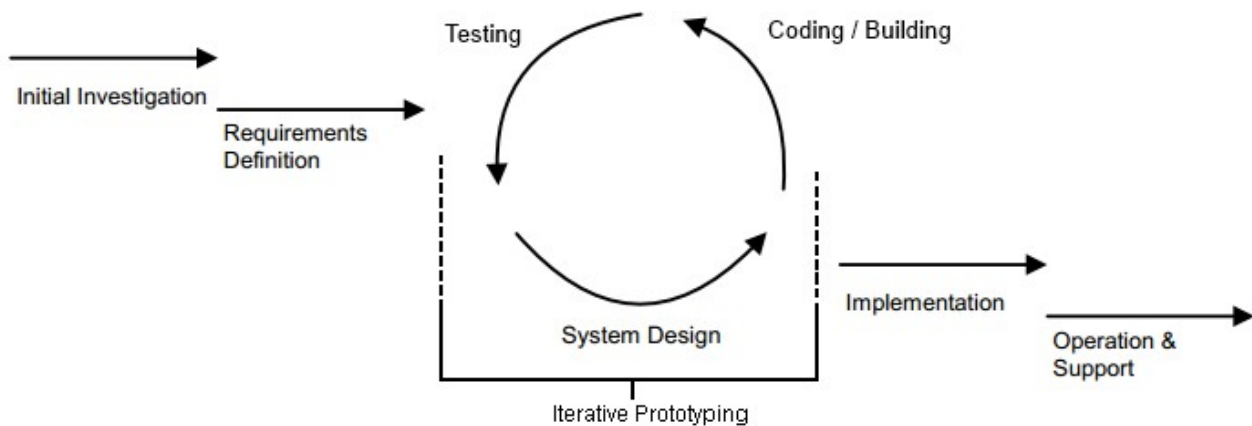 Testing
Coding / Building
Initial Investigation
Requirements
Definition
System Design
Implementation
Operation &
Support
Iterative Prototyping